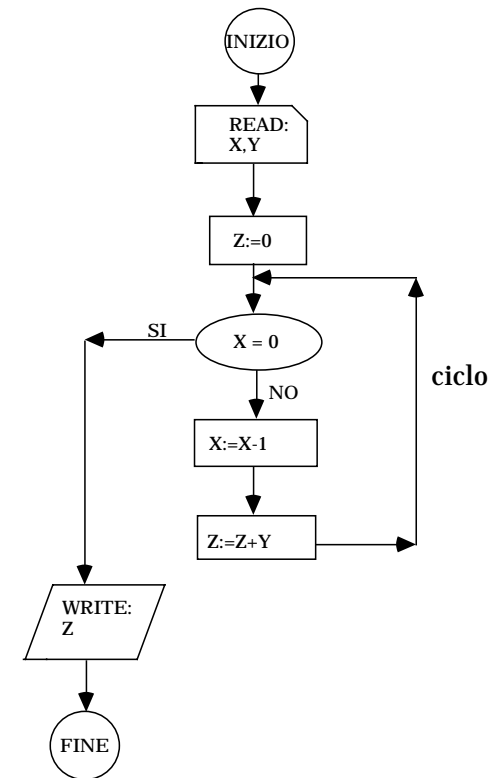 INIZIO
READ:
X,Y
Z:=0
X = 0
SI
NO
ciclo
X:=X-1
Z:=Z+Y
WRITE:
Z
FINE